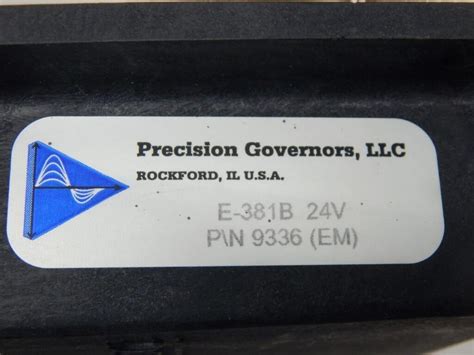 Precision Governors, LLC
ROCKFORD, IL U.S.A.
E-381B 24V
P\N 9336 (EM)